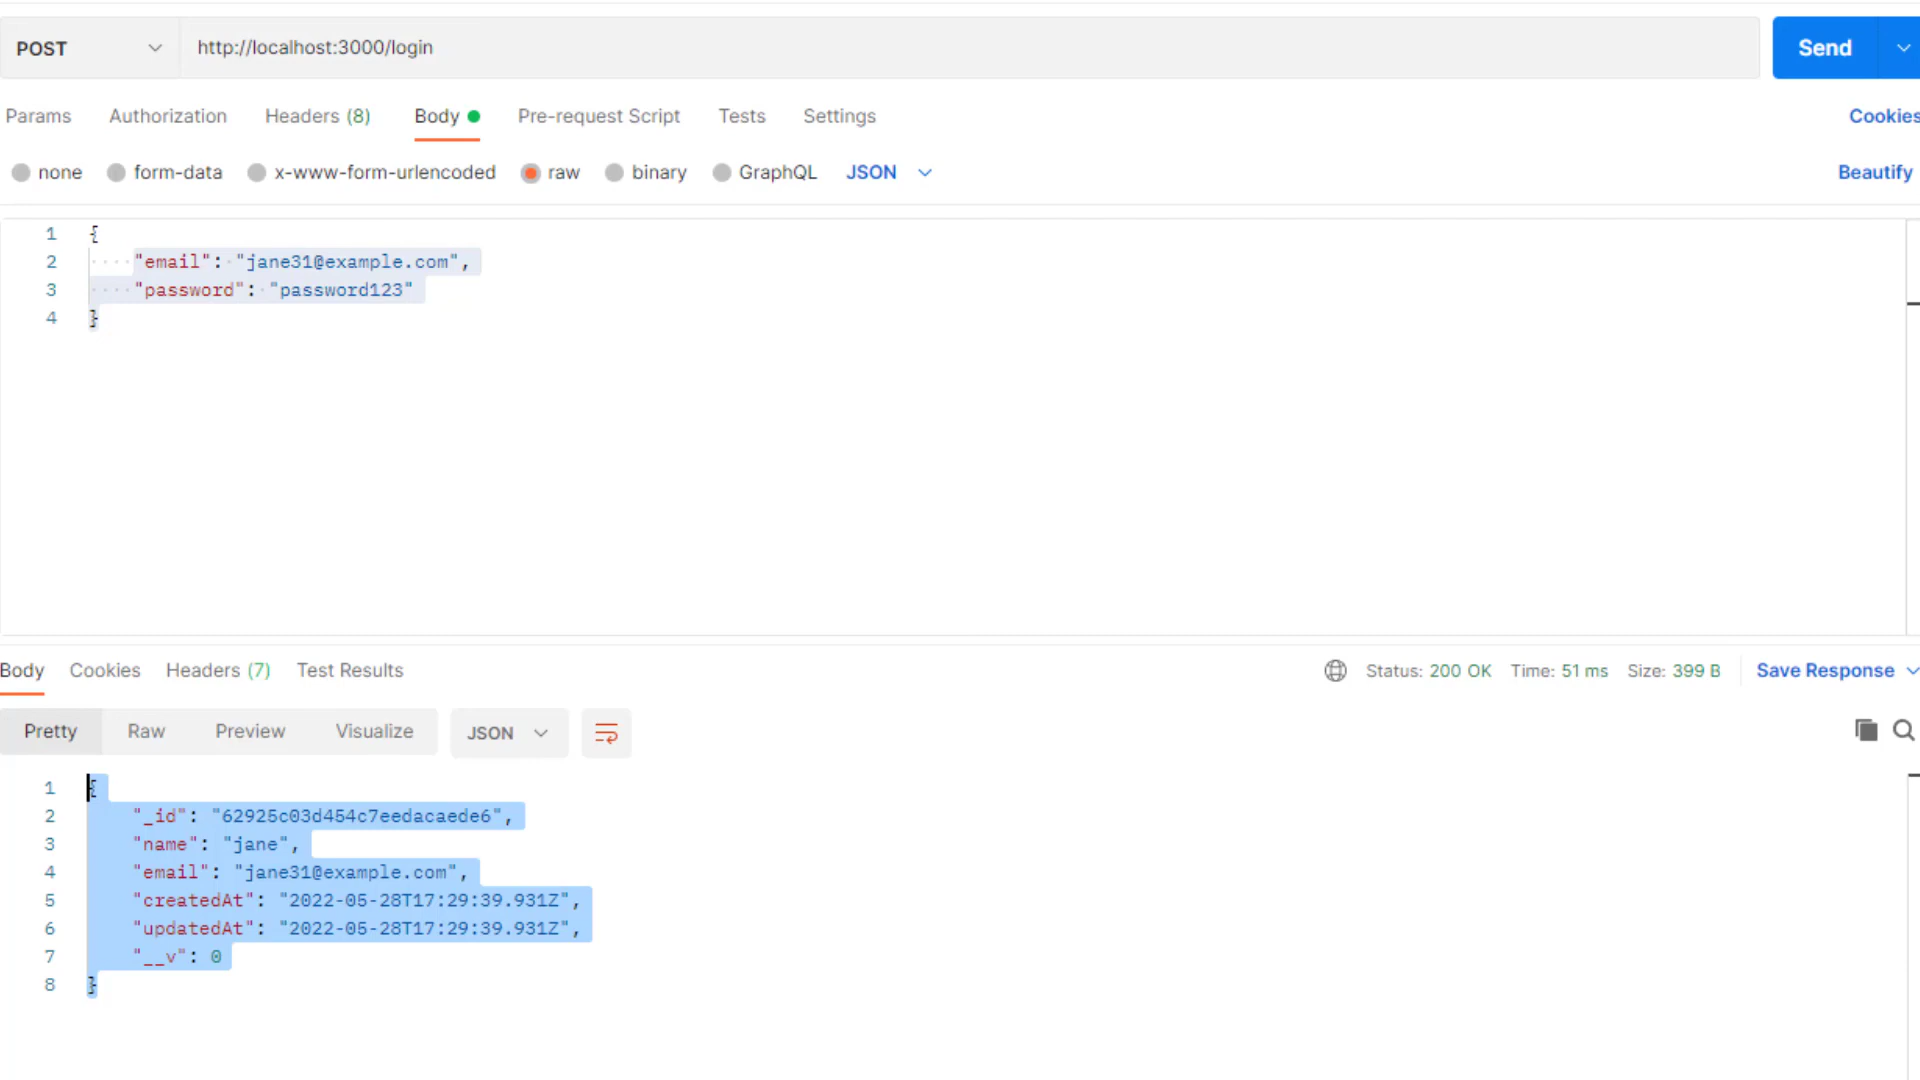 POST http://localhost:3000/login Send
Params Authorization Headers (8) Body Pre-request Script Tests Settings Cookies
none form-data x-www-form-urlencoded raw binary GraphQL JSON Beautify
1 {
2 "email": "jane31@example.com",
3 "password": "password123"
4 }
Body Cookies Headers (7) Test Results Status: 200 OK Time: 51 ms Size: 399 B Save Response
Pretty Raw Preview Visualize JSON
1 {
2 "_id": "62925c03d454c7eedacaede6",
3 "name": "jane",
4 "email": "jane31@example.com",
5 "createdAt": "2022-05-28T17:29:39.931Z",
6 "updatedAt": "2022-05-28T17:29:39.931Z",
7 "__v": 0
8 }